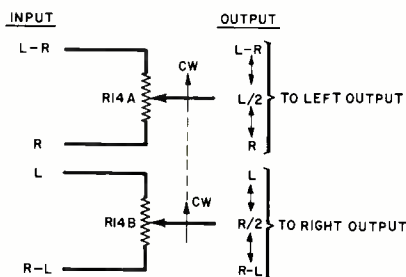 INPUT OUTPUT
L-R L-R
CW
R14A L/2 TO LEFT OUTPUT
R R
L L
CW
R14B R/2 TO RIGHT OUTPUT
R-L R-L